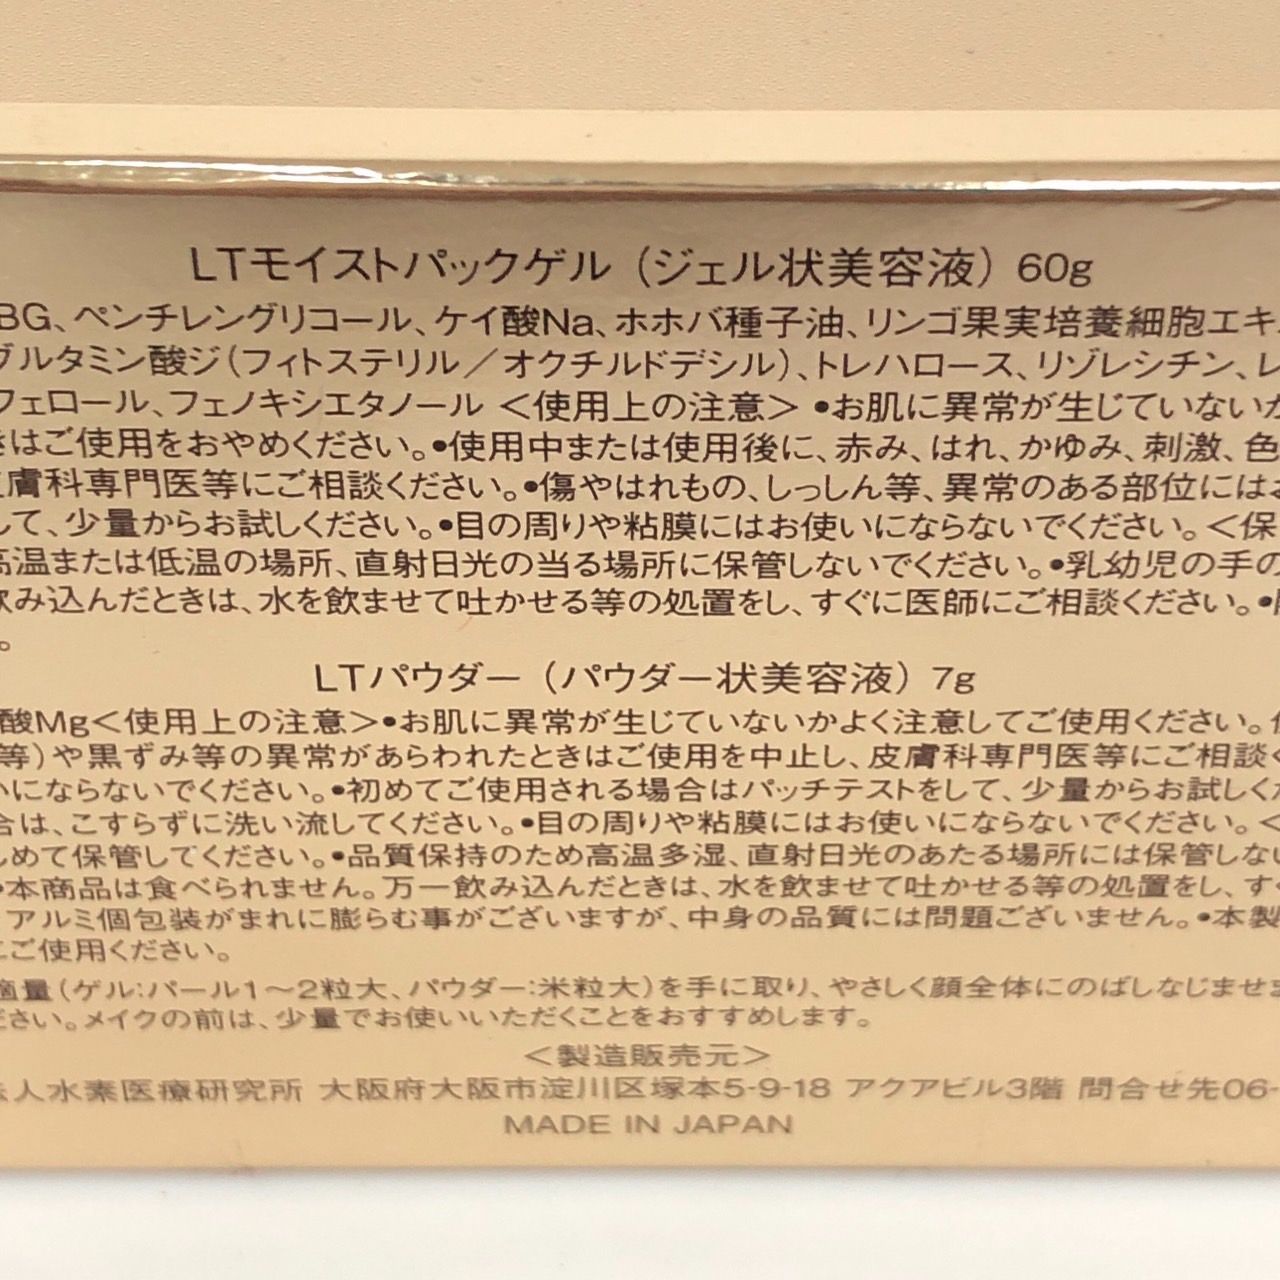 LTモイストパックゲル（ジェル状美容液）60g
BG、ペンチレングリコール、ケイ酸Na、ホホバ種子油、リンゴ果実培養細胞エキ
グルタミン酸ジ（フィトステリル／オクチルドデシル）、トレハロース、リゾレシチン、レ
フェロール、フェノキシエタノール ＜使用上の注意＞ •お肌に異常が生じていないか
きはご使用をおやめください。•使用中または使用後に、赤み、はれ、かゆみ、刺激、色
皮膚科専門医等にご相談ください。•傷やはれもの、しっしん等、異常のある部位にはお
して、少量からお試しください。•目の周りや粘膜にはお使いにならないでください。＜保
高温または低温の場所、直射日光の当る場所に保管しないでください。•乳幼児の手の
飲み込んだときは、水を飲ませて吐かせる等の処置をし、すぐに医師にご相談ください。•
。
LTパウダー（パウダー状美容液）7g
酸Mg＜使用上の注意＞•お肌に異常が生じていないかよく注意してご使用ください。使
等）や黒ずみ等の異常があらわれたときはご使用を中止し、皮膚科専門医等にご相談く
いにならないでください。•初めてご使用される場合はパッチテストをして、少量からお試しくだ
合は、こすらずに洗い流してください。•目の周りや粘膜にはお使いにならないでください。＜
しめて保管してください。•品質保持のため高温多湿、直射日光のあたる場所には保管しない
•本商品は食べられません。万一飲み込んだときは、水を飲ませて吐かせる等の処置をし、すぐ
アルミ個包装がまれに膨らむ事がございますが、中身の品質には問題ございません。•本製
にご使用ください。
適量（ゲル:パール1～2粒大、パウダー:米粒大）を手に取り、やさしく顔全体にのばしなじませ
ださい。メイクの前は、少量でお使いいただくことをおすすめします。
＜製造販売元＞
法人水素医療研究所 大阪府大阪市淀川区塚本5-9-18 アクアビル3階 問合せ先06-
MADE IN JAPAN